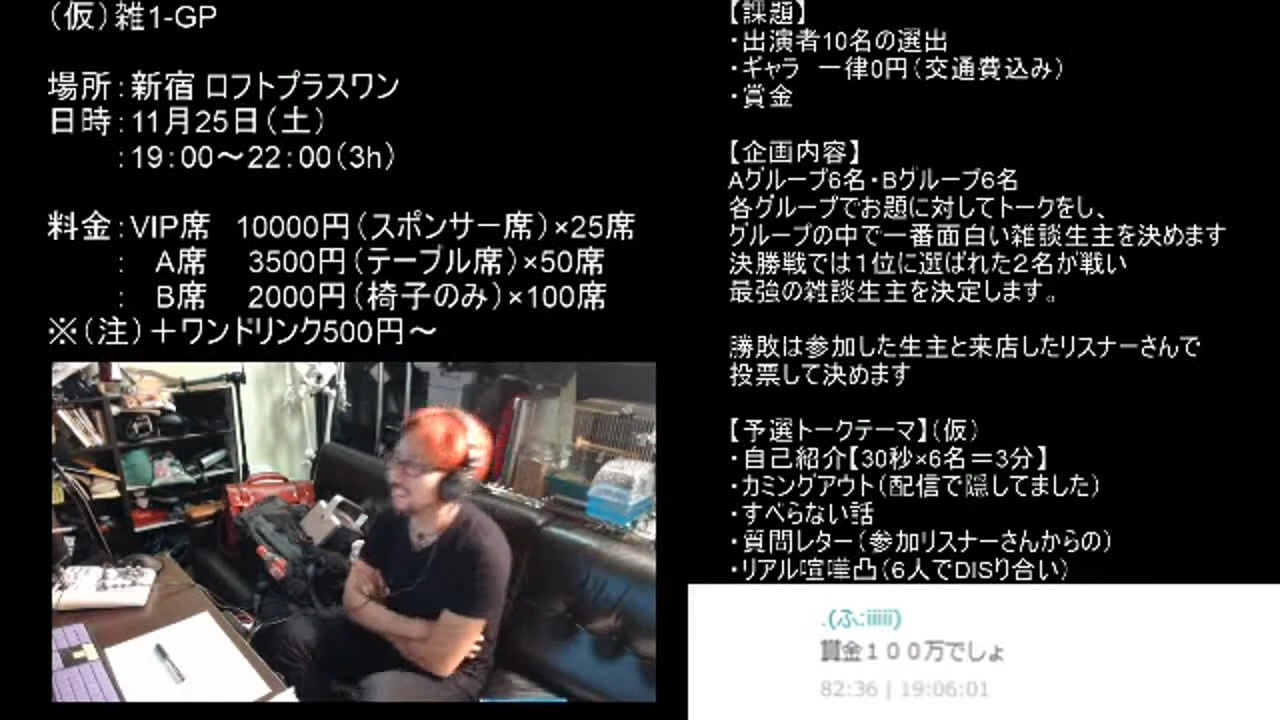 (仮)雑1-GP
場所:新宿 ロフトプラスワン
日時:11月25日(土)
:19:00〜22:00(3h)
料金:VIP席 10000円(スポンサー席)×25席
: A席 3500円(テーブル席)×50席
: B席 2000円(椅子のみ)×100席
※(注)+ワンドリンク500円〜
【課題】
・出演者10名の選出
・ギャラ 一律0円(交通費込み)
・賞金
【企画内容】
Aグループ6名・Bグループ6名
各グループでお題に対してトークをし、
グループの中で一番面白い雑談生主を決めます
決勝戦では1位に選ばれた2名が戦い
最強の雑談生主を決定します。
勝敗は参加した生主と来店したリスナーさんで
投票して決めます
【予選トークテーマ】(仮)
・自己紹介【30秒×6名=3分】
・カミングアウト(配信で隠してました)
・すべらない話
・質問レター(参加リスナーさんからの)
・リアル喧嘩凸(6人でDISり合い)
.(ふ:iiiii)
賞金100万でしょ
82:36 | 19:06:01